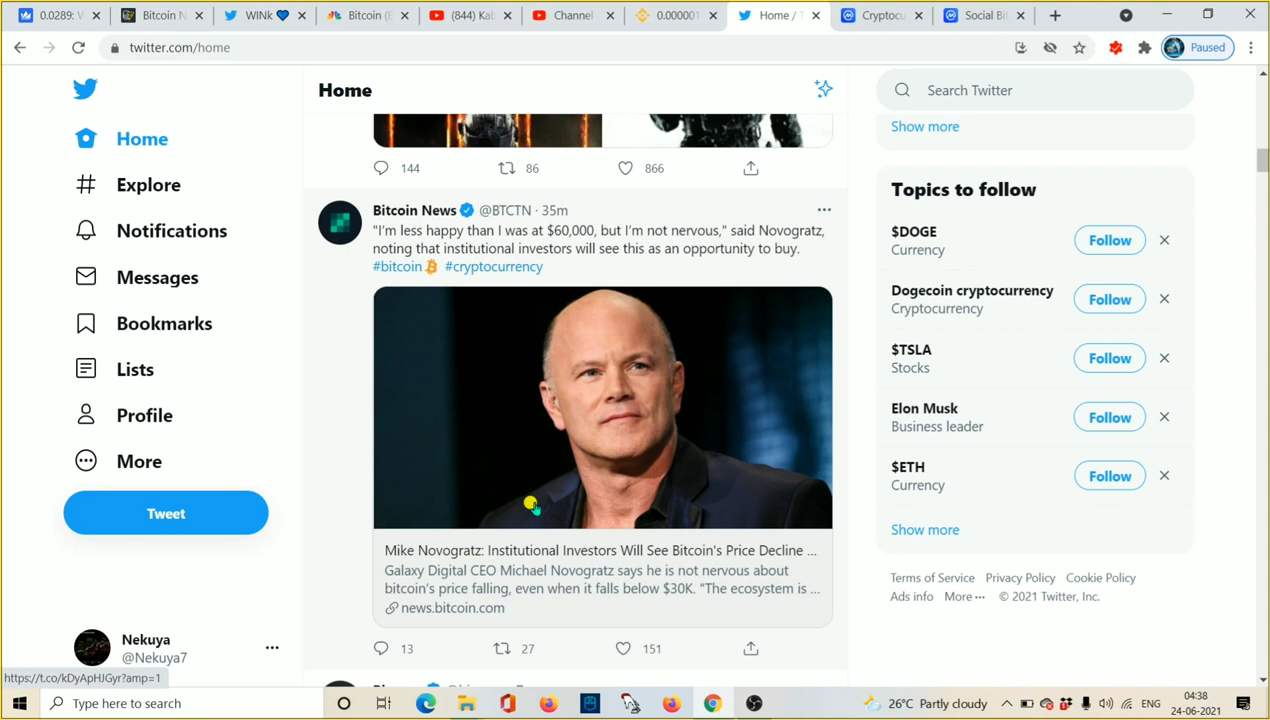 0.0289: W
Bitcoin N
WINk 💙
Bitcoin (B
(844) Kab
Channel
0.000001
Home / T
Cryptocu
Social Bl
twitter.com/home
Paused
Home
Explore
Notifications
Messages
Bookmarks
Lists
Profile
More
Tweet
Nekuya
@Nekuya7
https://t.co/kDyApHJGyr?amp=1
Home
144
86
866
Bitcoin News @BTCTN · 35m
"I'm less happy than I was at $60,000, but I'm not nervous," said Novogratz,
noting that institutional investors will see this as an opportunity to buy.
#bitcoin #cryptocurrency
Mike Novogratz: Institutional Investors Will See Bitcoin's Price Decline ...
Galaxy Digital CEO Michael Novogratz says he is not nervous about
bitcoin's price falling, even when it falls below $30K. "The ecosystem is ...
news.bitcoin.com
13
27
151
Search Twitter
Show more
Topics to follow
$DOGE
Currency
Follow
Dogecoin cryptocurrency
Cryptocurrency
Follow
$TSLA
Stocks
Follow
Elon Musk
Business leader
Follow
$ETH
Currency
Follow
Show more
Terms of Service Privacy Policy Cookie Policy
Ads info More ··· © 2021 Twitter, Inc.
Type here to search
26°C Partly cloudy
ENG
04:38
24-06-2021